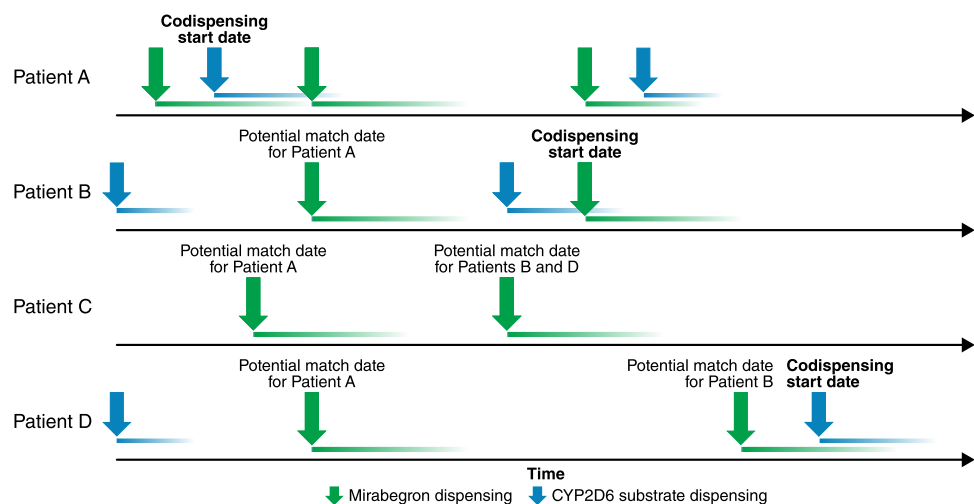 Codispensing
start date
Patient A
Potential match date
for Patient A
Codispensing
start date
Patient B
Potential match date
for Patient A
Potential match date
for Patients B and D
Patient C
Potential match date
for Patient A
Potential match date
for Patient B
Codispensing
start date
Patient D
Time
Mirabegron dispensing
CYP2D6 substrate dispensing